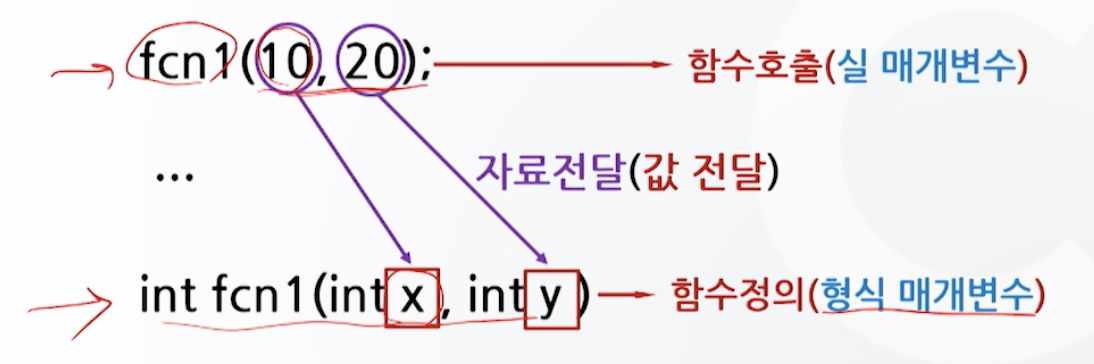 fcn1(10, 20); 함수호출(실 매개변수)
... 자료전달(값 전달)
int fcn1(int x, int y) 함수정의(형식 매개변수)